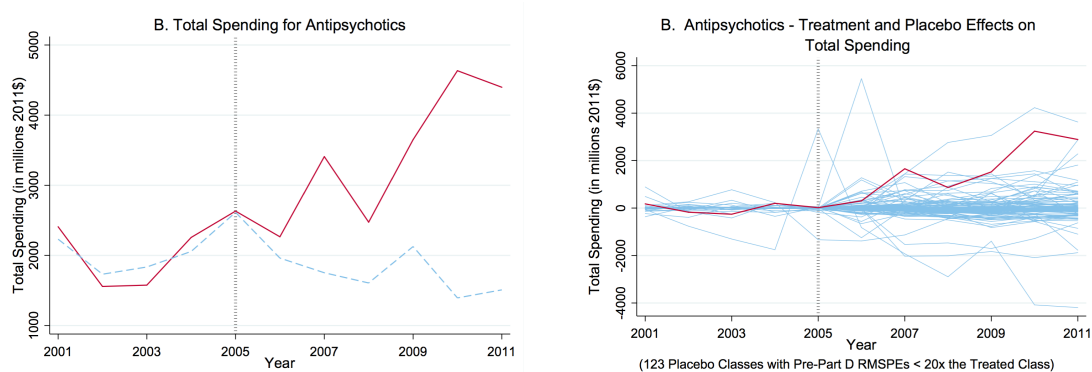 B. Total Spending for Antipsychotics
Total Spending (in millions 2011$)
5000
4000
3000
2000
1000
2001
2003
2005
2007
2009
2011
Year
B. Antipsychotics - Treatment and Placebo Effects on
Total Spending
Total Spending (in millions 2011$)
6000
4000
2000
0
2000
4000
2001
2003
2005
2007
2009
2011
Year
(123 Placebo Classes with Pre-Part D RMSPEs < 20x the Treated Class)